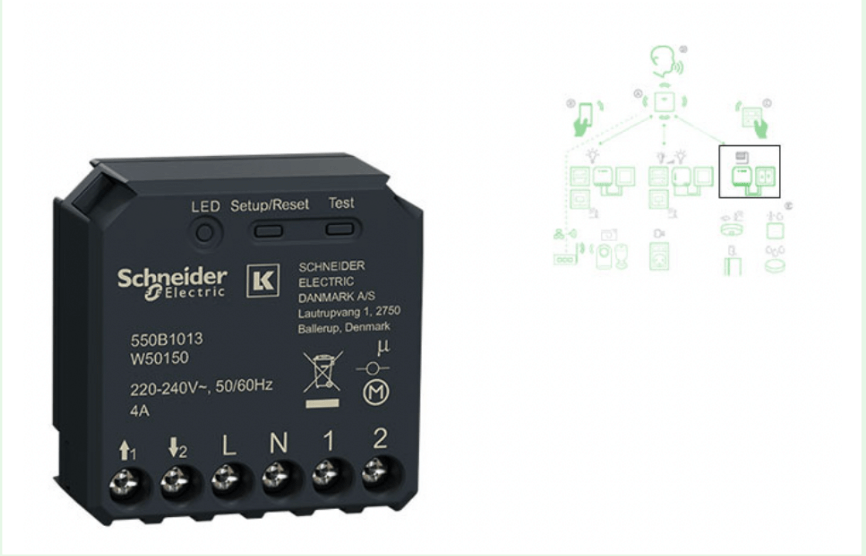 LED Setup/Reset Test
Schneider
Electric
LK
SCHNEIDER
ELECTRIC
DANMARK A/S
Lautrupvang 1, 2750
Ballerup, Denmark
550B1013
W50150
220-240V~, 50/60Hz
4A
µ
M
↑1 ↓2 L N 1 2
D
A
B
C
E